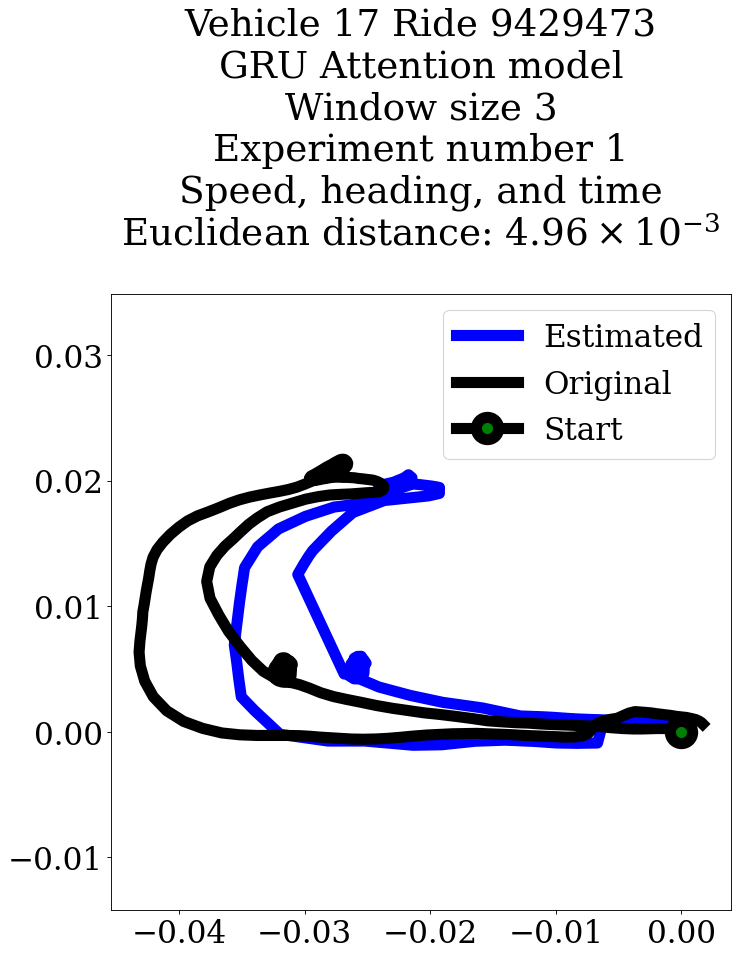 Vehicle 17 Ride 9429473
GRU Attention model
Window size 3
Experiment number 1
Speed, heading, and time
Euclidean distance: 4.96 × 10⁻³
Estimated
Original
Start
0.03
0.02
0.01
0.00
−0.01
−0.04 −0.03 −0.02 −0.01 0.00